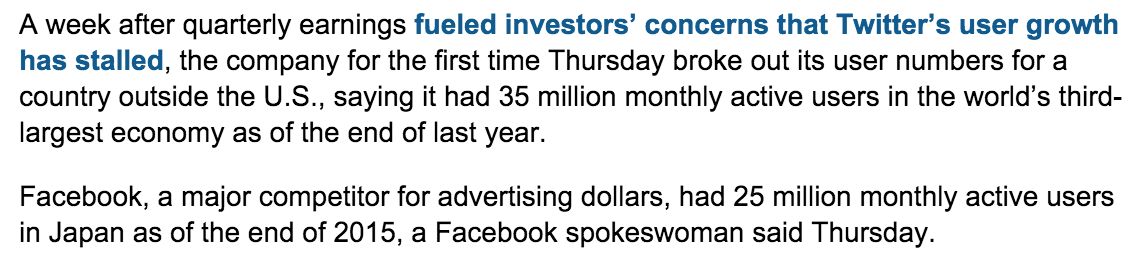 A week after quarterly earnings fueled investors’ concerns that Twitter’s user growth
has stalled, the company for the first time Thursday broke out its user numbers for a
country outside the U.S., saying it had 35 million monthly active users in the world’s third-
largest economy as of the end of last year.
Facebook, a major competitor for advertising dollars, had 25 million monthly active users
in Japan as of the end of 2015, a Facebook spokeswoman said Thursday.